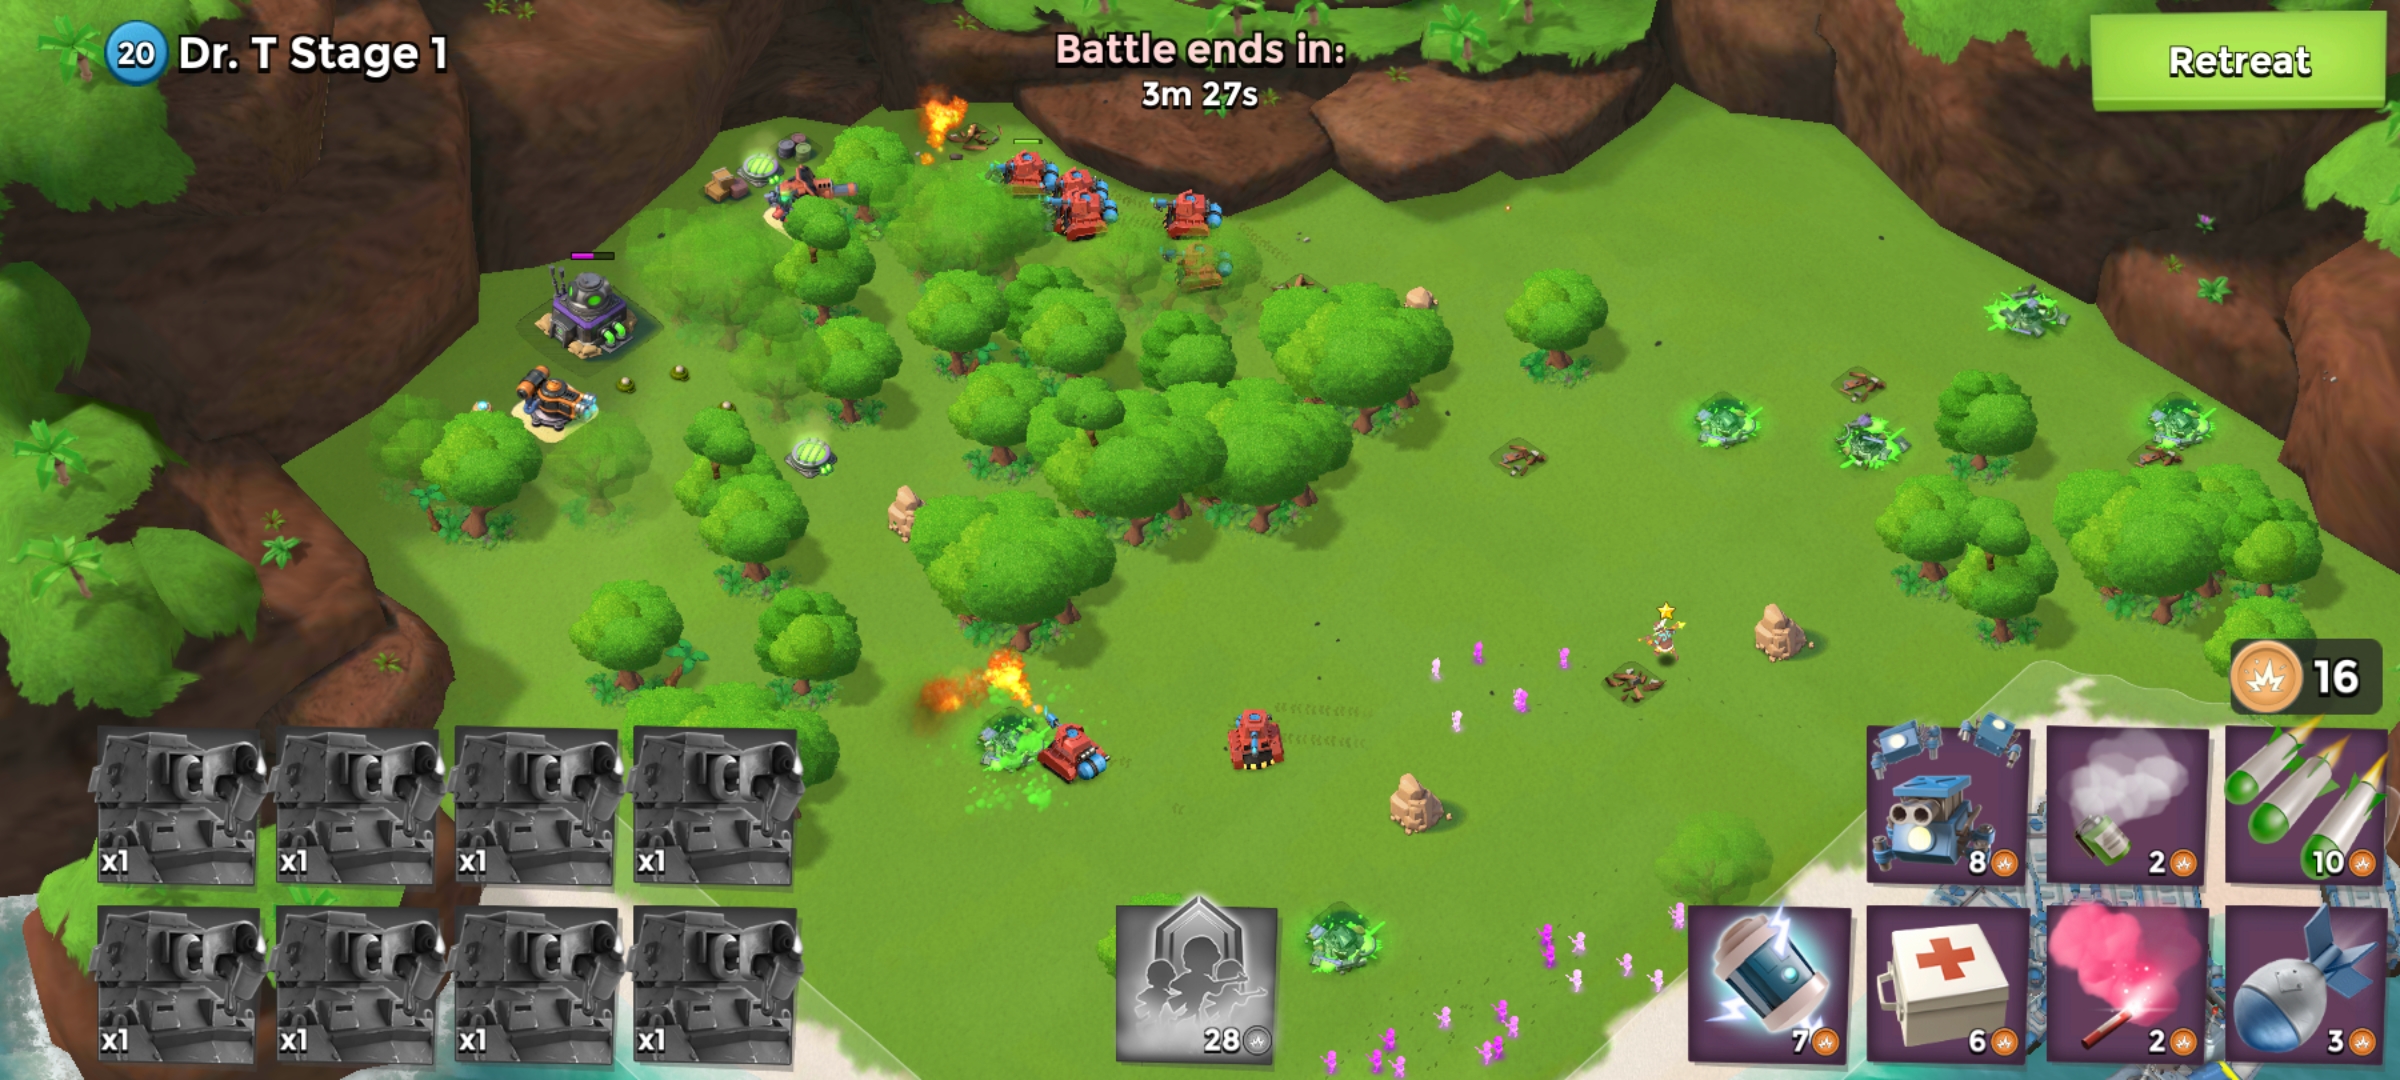 20 Dr. T Stage 1
Battle ends in:
3m 27s
Retreat
16
x1 x1 x1 x1
8 2 10
x1 x1 x1 x1
28
7 6 2 3